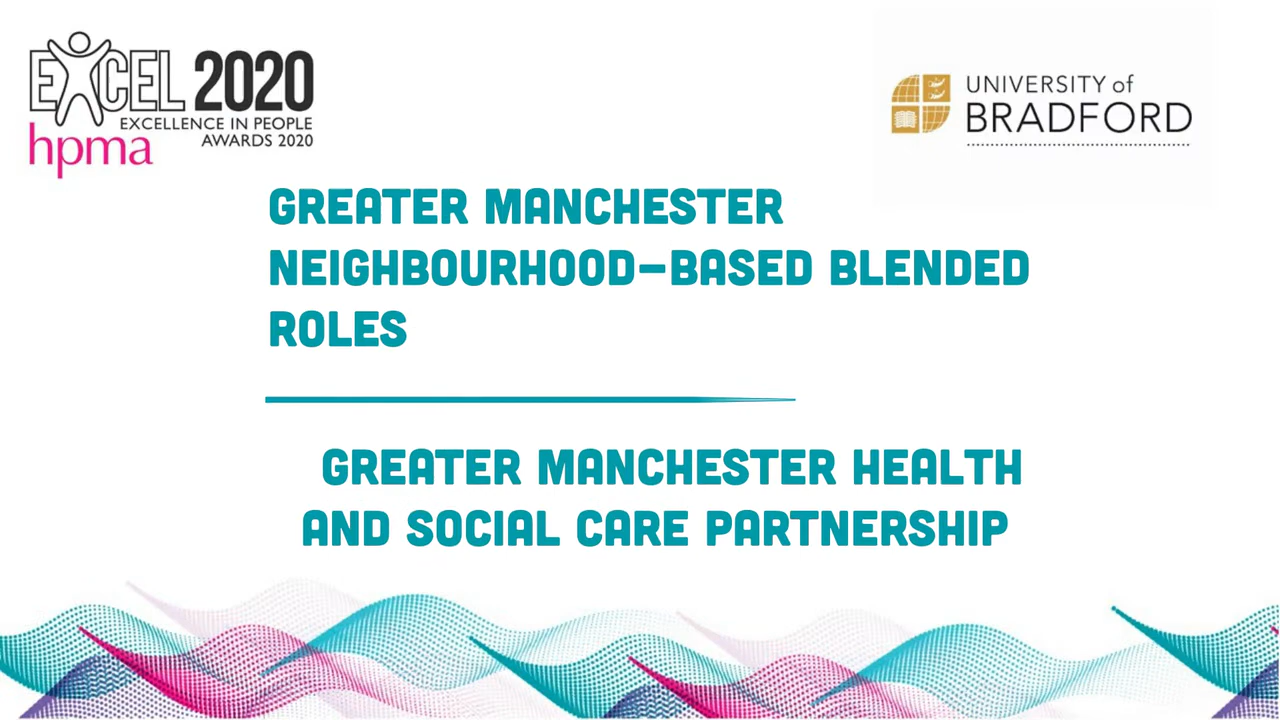 EXCEL 2020
EXCELLENCE IN PEOPLE
AWARDS 2020
hpma
UNIVERSITY of
BRADFORD
GREATER MANCHESTER
NEIGHBOURHOOD-BASED BLENDED
ROLES
GREATER MANCHESTER HEALTH
AND SOCIAL CARE PARTNERSHIP